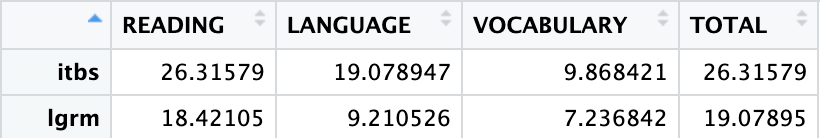 READING LANGUAGE VOCABULARY TOTAL
itbs 26.31579 19.078947 9.868421 26.31579
lgrm 18.42105 9.210526 7.236842 19.07895